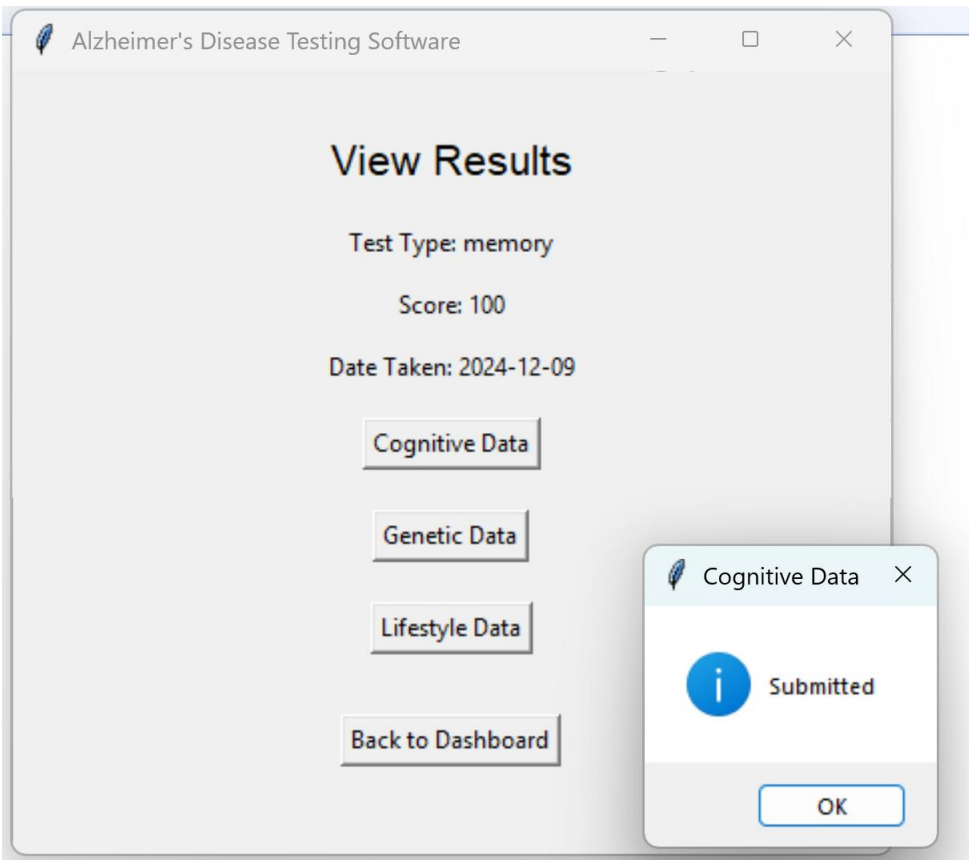 Alzheimer's Disease Testing Software
View Results
Test Type: memory
Score: 100
Date Taken: 2024-12-09
Cognitive Data
Genetic Data
Lifestyle Data
Back to Dashboard
Cognitive Data
Submitted
OK